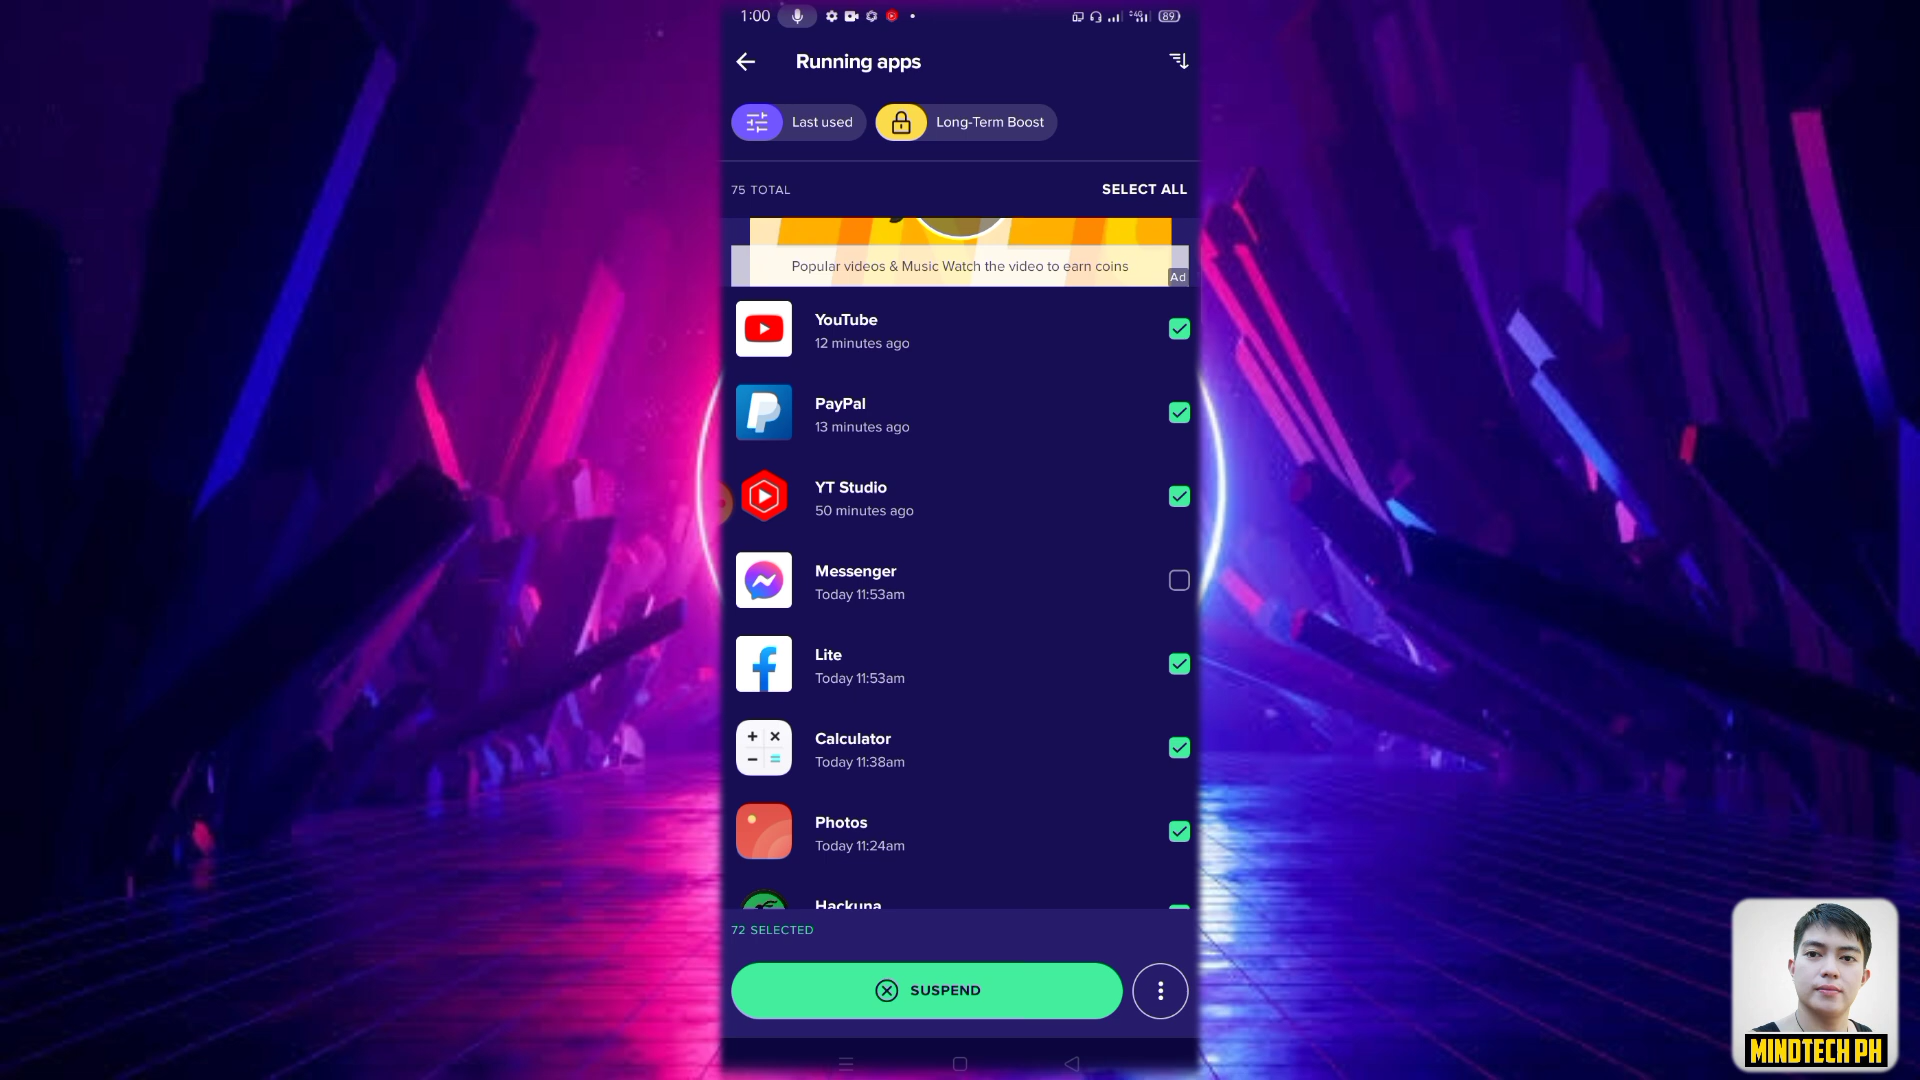 1:00
4G
89
Running apps
Last used
Long-Term Boost
75 TOTAL
SELECT ALL
Popular videos & Music Watch the video to earn coins
Ad
YouTube
12 minutes ago
PayPal
13 minutes ago
YT Studio
50 minutes ago
Messenger
Today 11:53am
Lite
Today 11:53am
Calculator
Today 11:38am
Photos
Today 11:24am
Hackuna
72 SELECTED
SUSPEND
MINDTECH PH